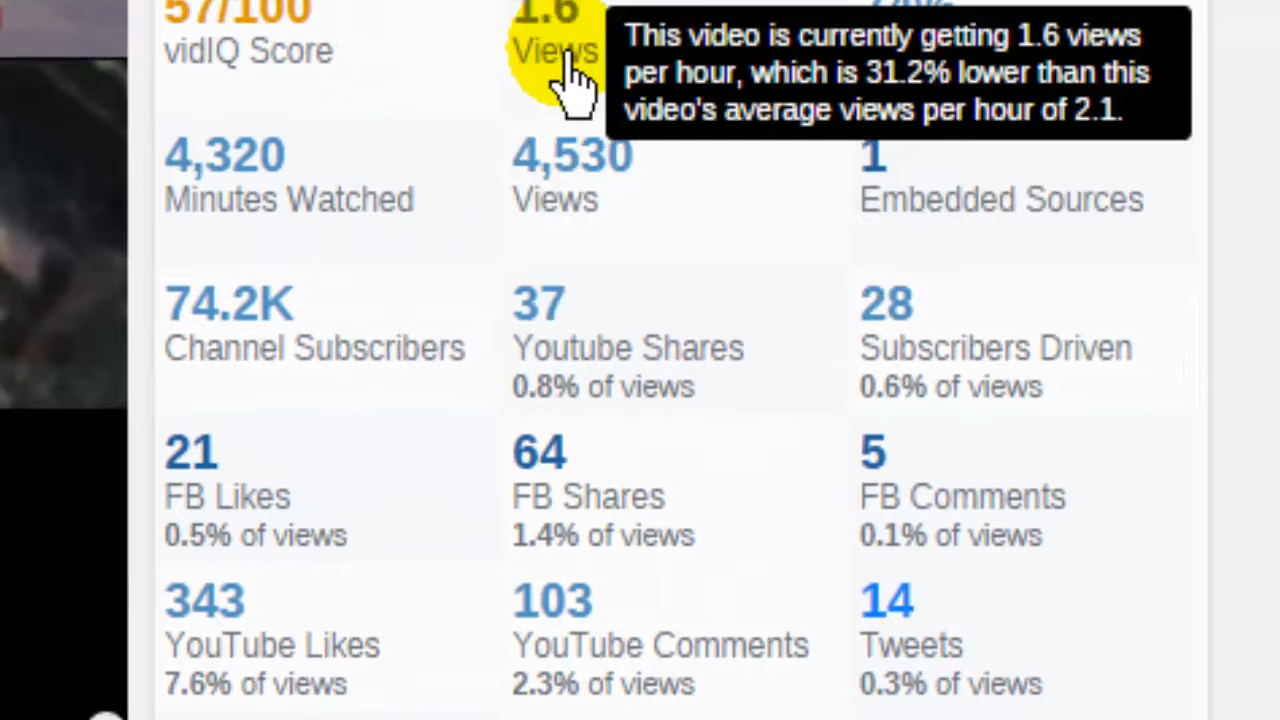 57/100
vidIQ Score
1.6
Views
This video is currently getting 1.6 views
per hour, which is 31.2% lower than this
video's average views per hour of 2.1.
4,320
Minutes Watched
4,530
Views
1
Embedded Sources
74.2K
Channel Subscribers
37
Youtube Shares
0.8% of views
28
Subscribers Driven
0.6% of views
21
FB Likes
0.5% of views
64
FB Shares
1.4% of views
5
FB Comments
0.1% of views
343
YouTube Likes
7.6% of views
103
YouTube Comments
2.3% of views
14
Tweets
0.3% of views